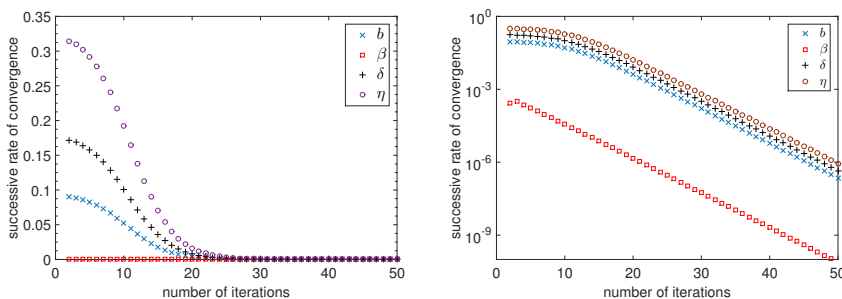 0.35
0.3
0.25
0.2
0.15
0.1
0.05
0
successive rate of convergence
0 10 20 30 40 50
number of iterations
b
β
δ
η
10^0
10^-3
10^-6
10^-9
successive rate of convergence
0 10 20 30 40 50
number of iterations
b
β
δ
η